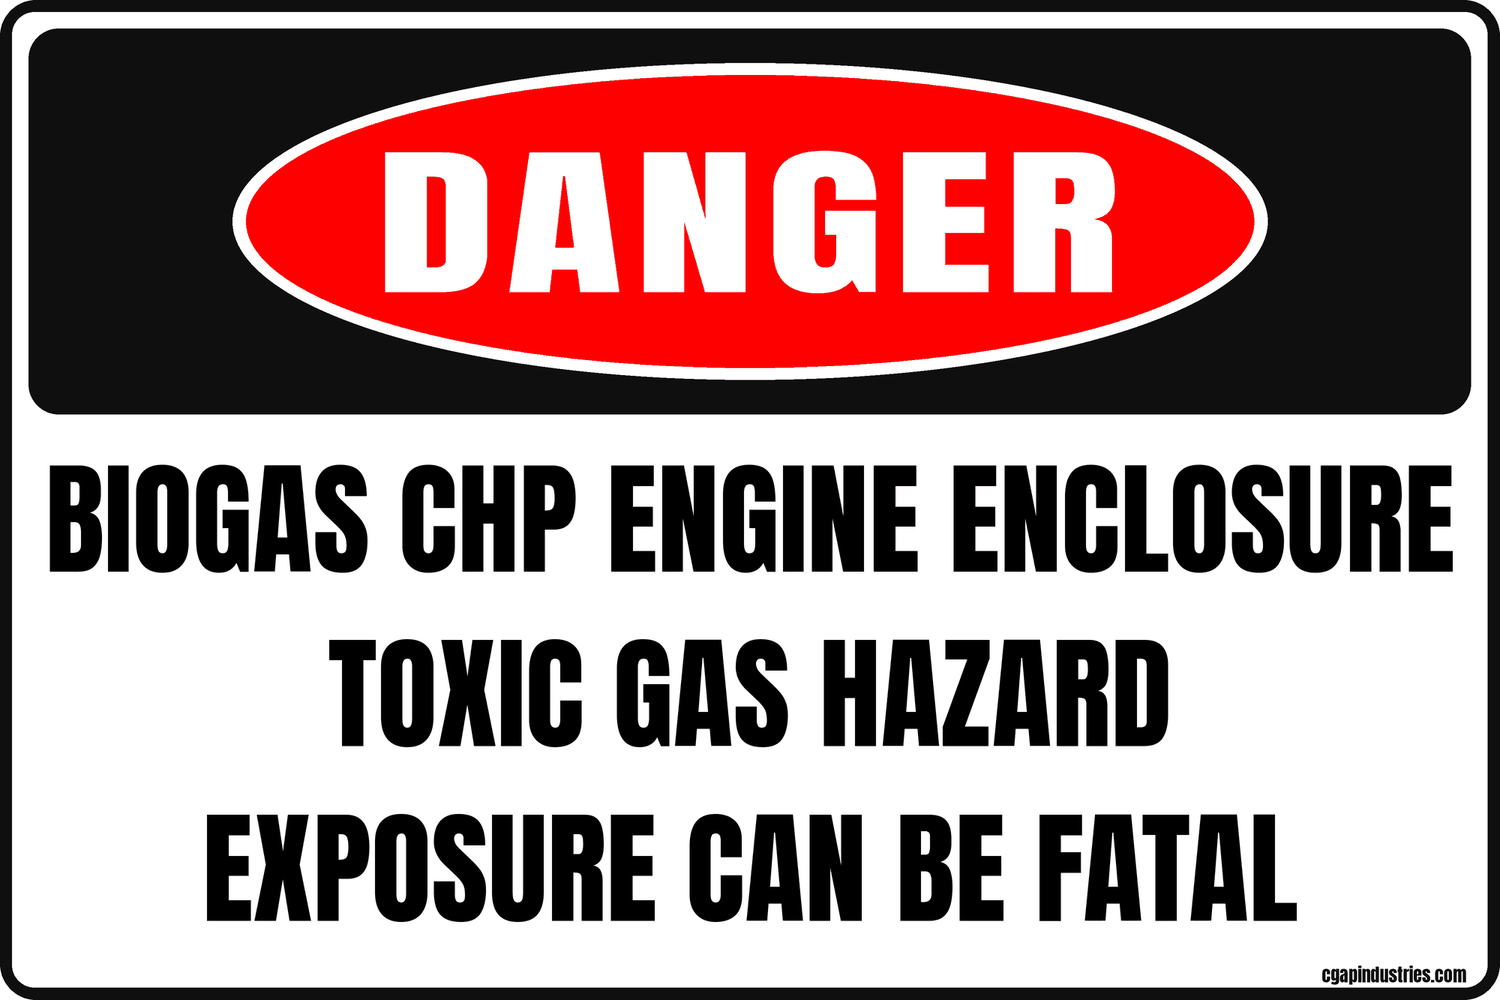 DANGER
BIOGAS CHP ENGINE ENCLOSURE
TOXIC GAS HAZARD
EXPOSURE CAN BE FATAL
cgapindustries.com